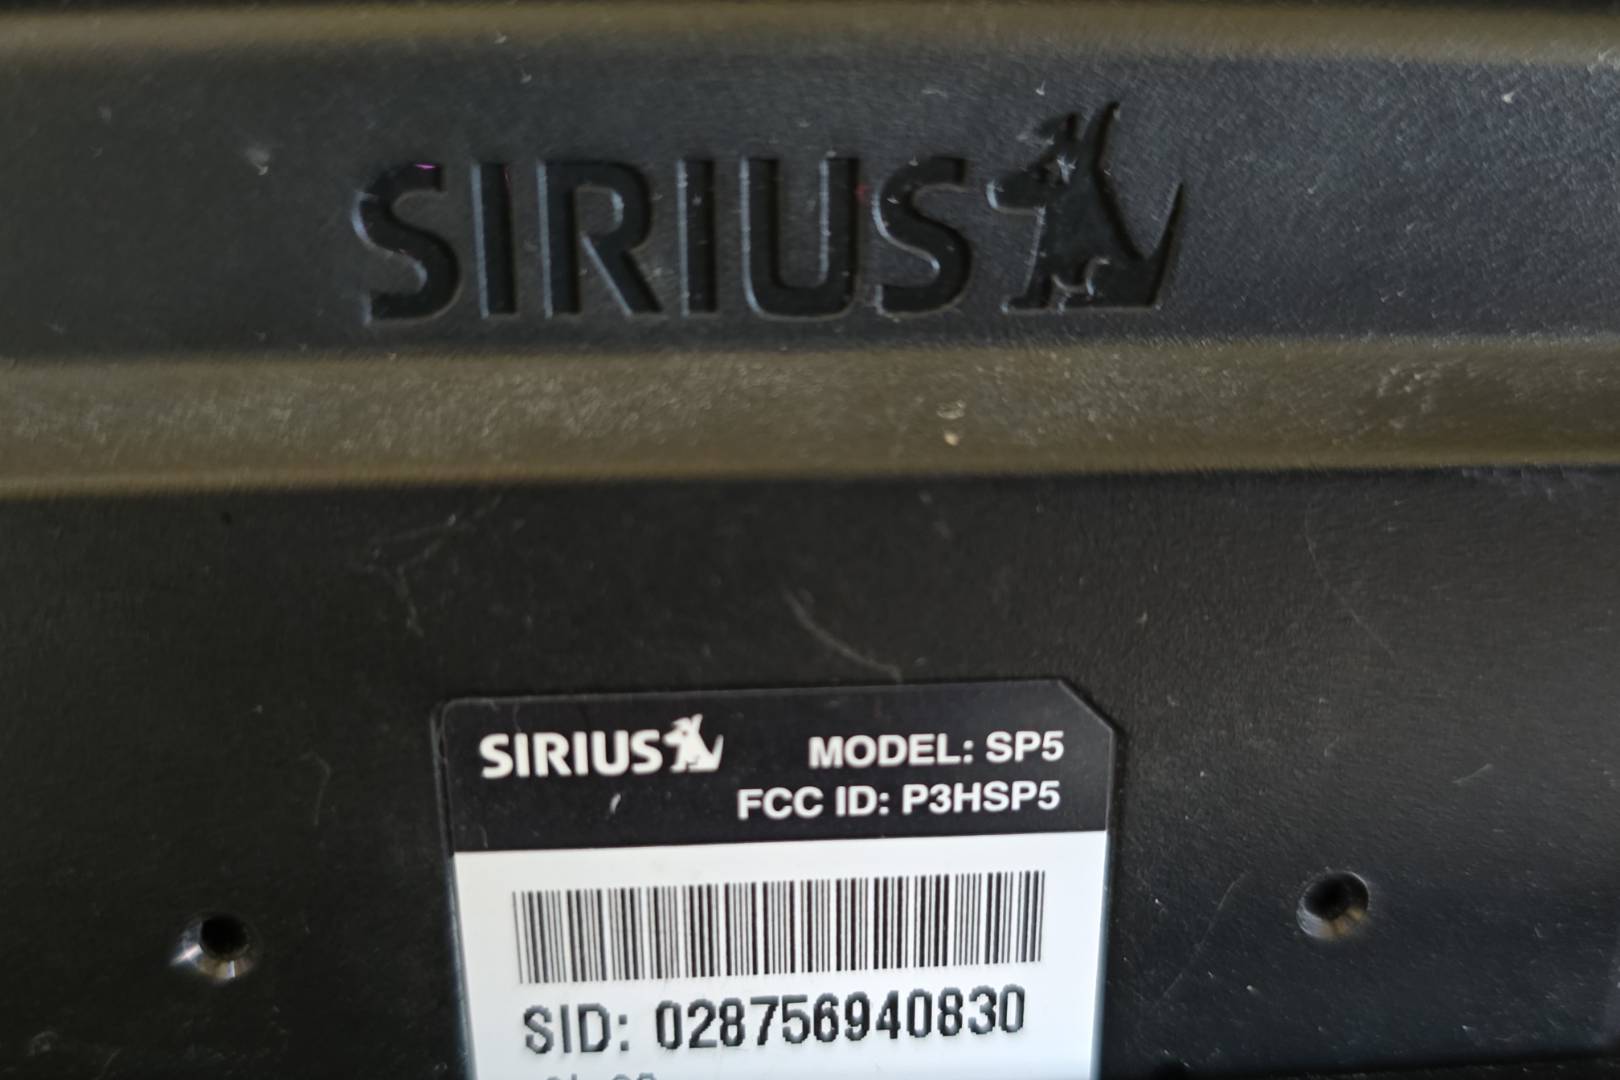 SIRIUS
SIRIUS
MODEL: SP5
FCC ID: P3HSP5
SID: 028756940830